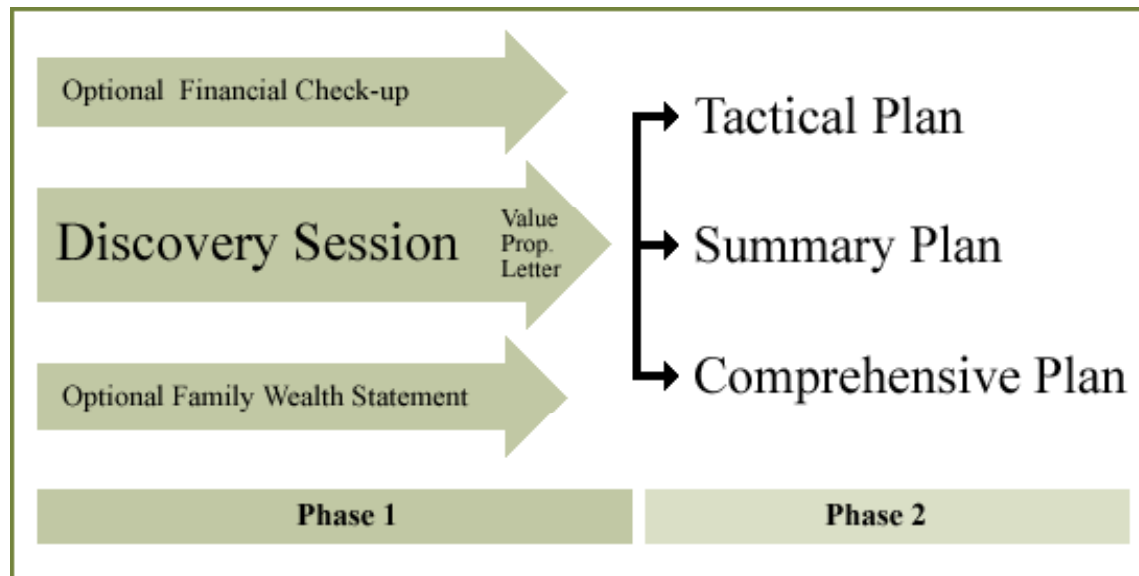 Optional Financial Check-up
Discovery Session
Value
Prop.
Letter
Optional Family Wealth Statement
Tactical Plan
Summary Plan
Comprehensive Plan
Phase 1
Phase 2